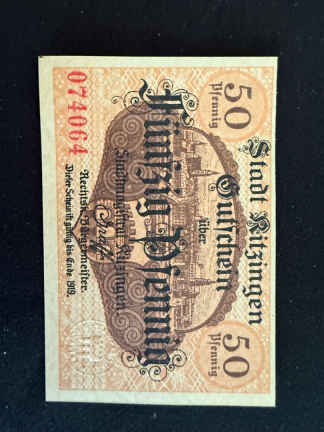 Stadt Kitzingen
50 Pfennig
Gutschein
über
50 Pfennig
Fünfzig Pfennig
Stadtmagistrat Kitzingen
Rechtsk. Bürgermeister.
Dieser Schein ist gültig bis Ende 1919.
074064